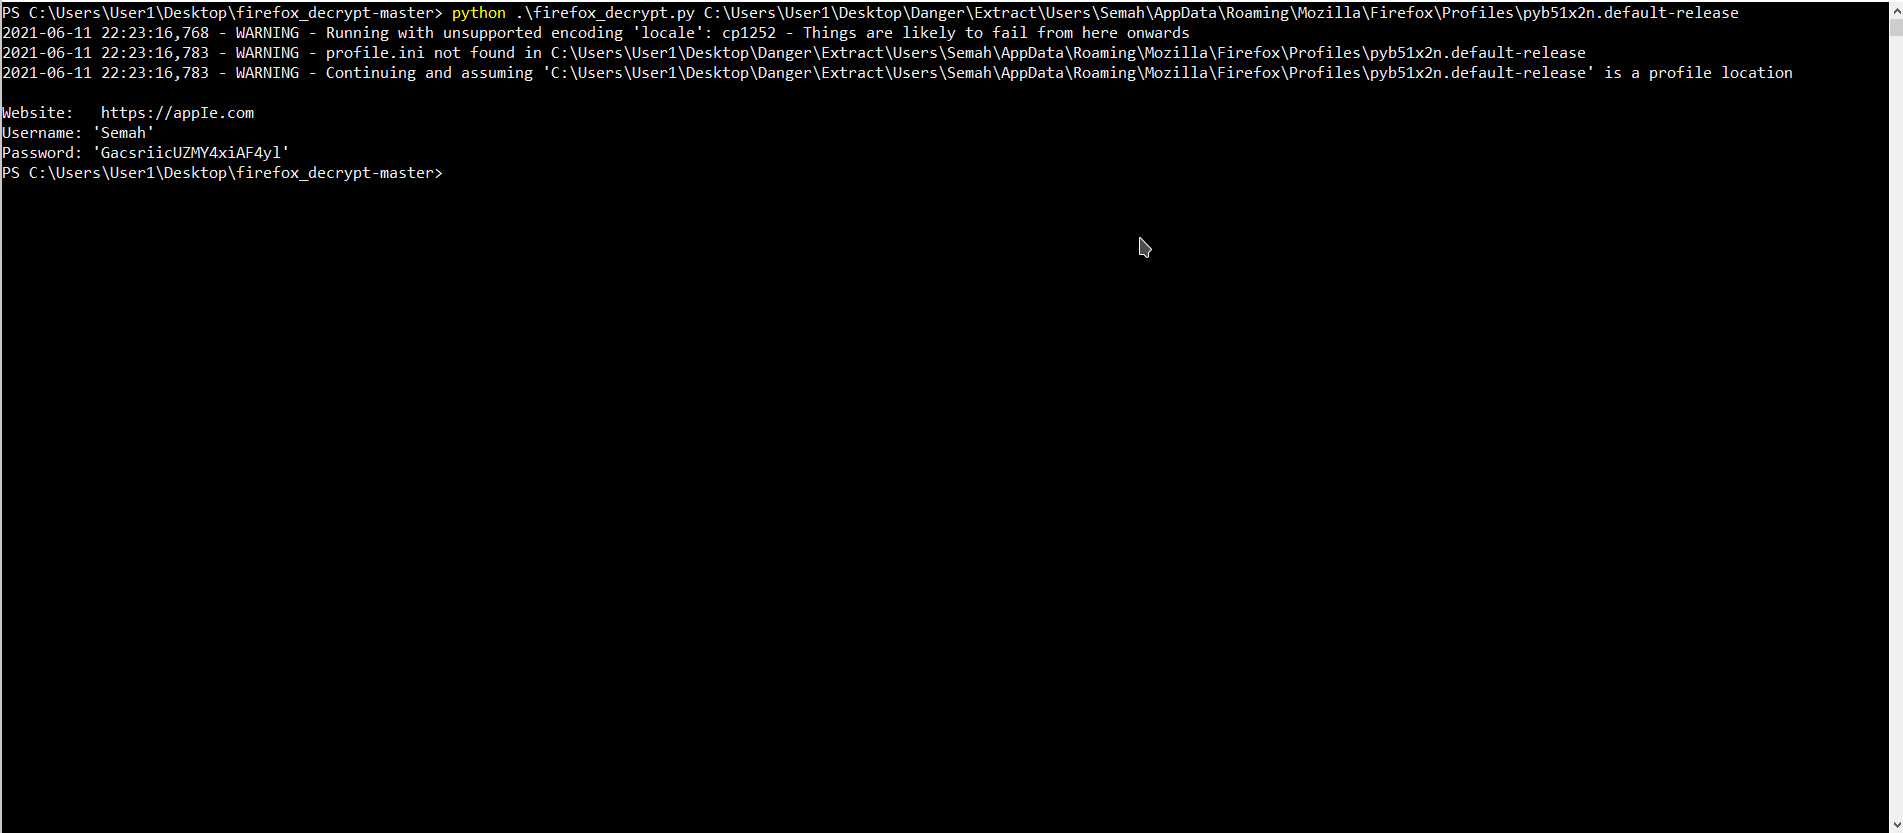 PS C:\Users\User1\Desktop\firefox_decrypt-master> python .\firefox_decrypt.py C:\Users\User1\Desktop\Danger\Extract\Users\Semah\AppData\Roaming\Mozilla\Firefox\Profiles\pyb51x2n.default-release
2021-06-11 22:23:16,768 - WARNING - Running with unsupported encoding 'locale': cp1252 - Things are likely to fail from here onwards
2021-06-11 22:23:16,783 - WARNING - profile.ini not found in C:\Users\User1\Desktop\Danger\Extract\Users\Semah\AppData\Roaming\Mozilla\Firefox\Profiles\pyb51x2n.default-release
2021-06-11 22:23:16,783 - WARNING - Continuing and assuming 'C:\Users\User1\Desktop\Danger\Extract\Users\Semah\AppData\Roaming\Mozilla\Firefox\Profiles\pyb51x2n.default-release' is a profile location
Website:   https://appIe.com
Username: 'Semah'
Password: 'GacsriicUZMY4xiAF4yl'
PS C:\Users\User1\Desktop\firefox_decrypt-master>